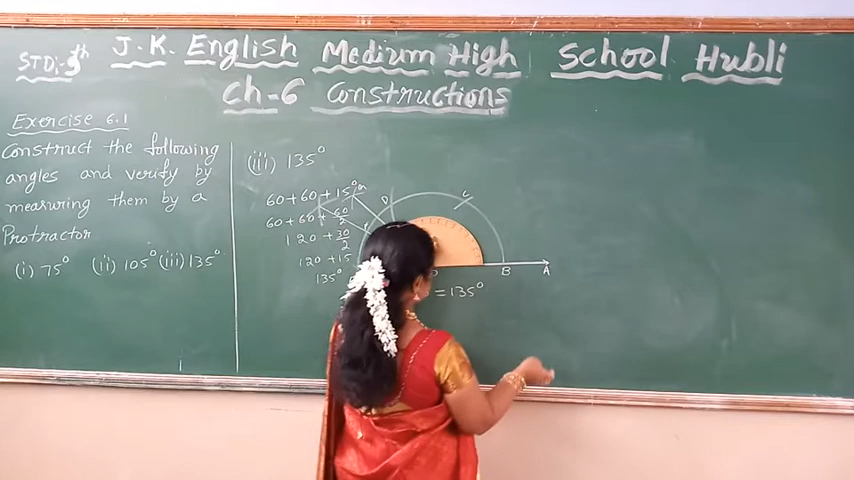 STD:- 9th
J.K. English Medium High School Hubli
Ch-6 Constructions
Exercise 6.1
Construct the following
angles and verify by
measuring them by a
Protractor
(i) 75° (ii) 105° (iii) 135°
(iii) 135°
60+60+15°
60+60+60/2
120+30/2
120+15
135°
D C
B A
=135°